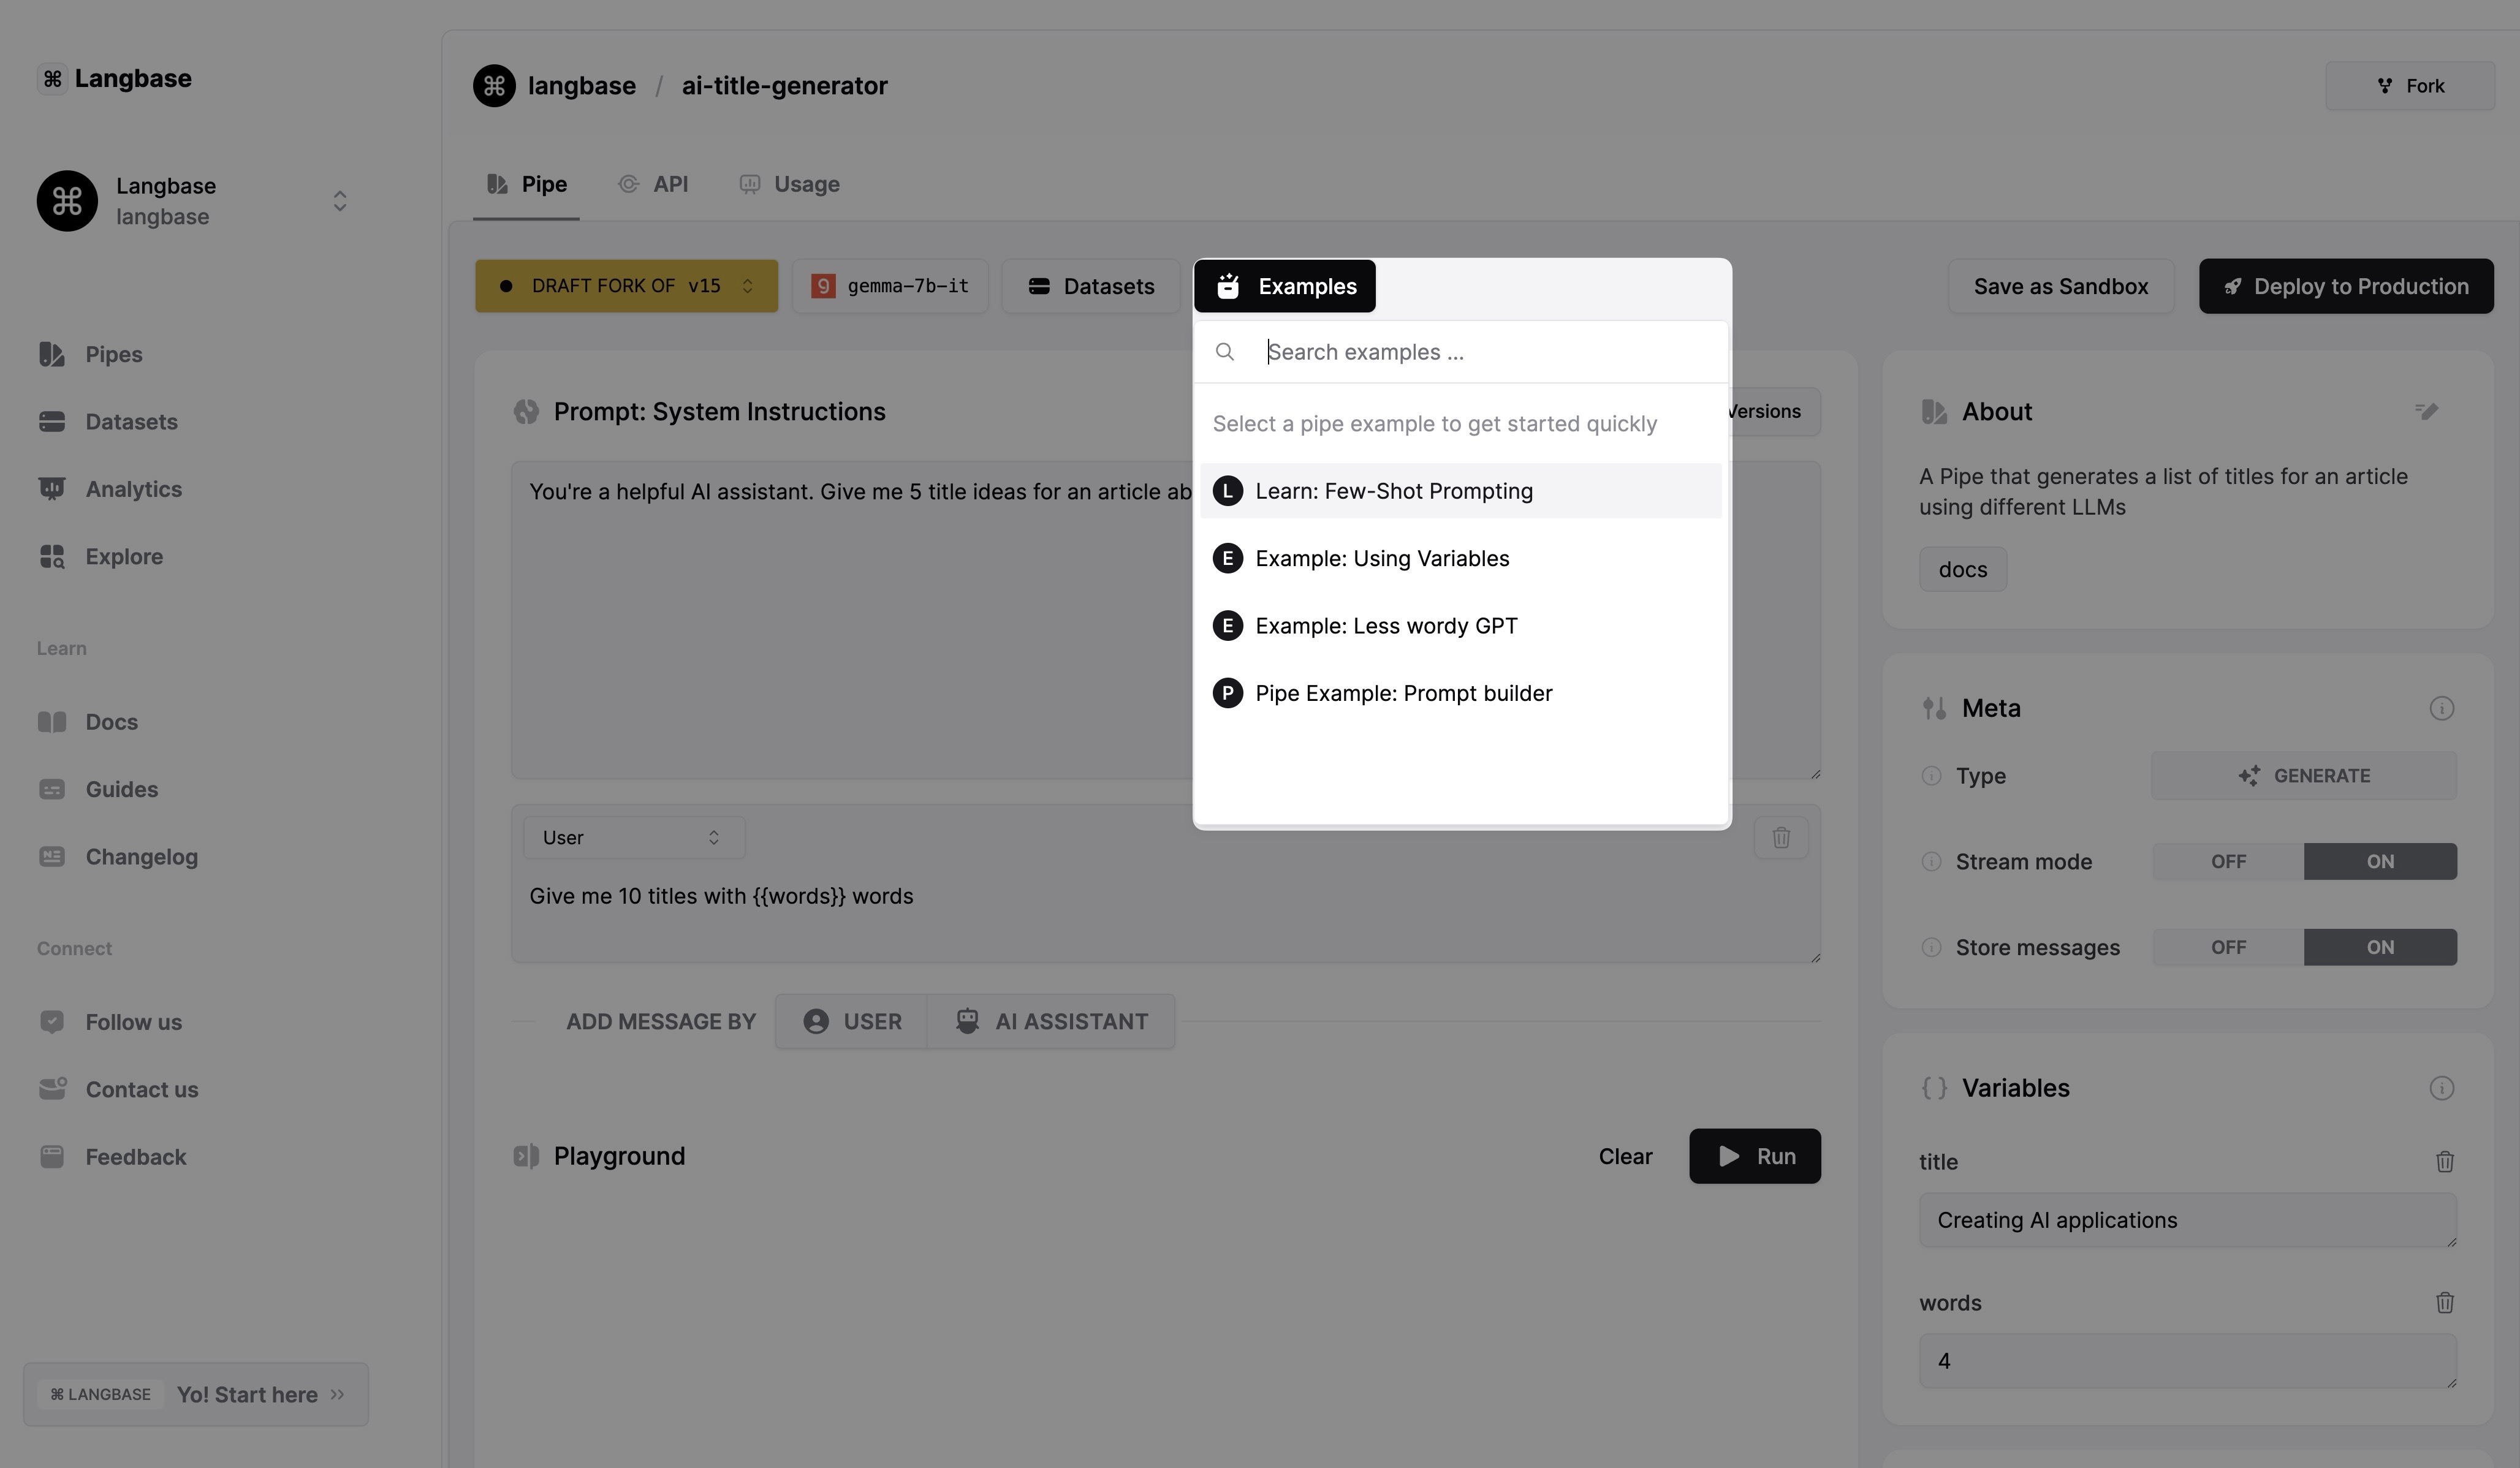 Langbase
langbase / ai-title-generator
Fork
Langbase
langbase
Pipe
API
Usage
DRAFT FORK OF v15
gemma-7b-it
Datasets
Examples
Save as Sandbox
Deploy to Production
Pipes
Datasets
Analytics
Explore
Learn
Docs
Guides
Changelog
Connect
Follow us
Contact us
Feedback
⌘ LANGBASE Yo! Start here
Search examples ...
Select a pipe example to get started quickly
L Learn: Few-Shot Prompting
E Example: Using Variables
E Example: Less wordy GPT
P Pipe Example: Prompt builder
Prompt: System Instructions
Versions
You're a helpful AI assistant. Give me 5 title ideas for an article ab
User
Give me 10 titles with {{words}} words
ADD MESSAGE BY
USER
AI ASSISTANT
Playground
Clear
Run
About
A Pipe that generates a list of titles for an article
using different LLMs
docs
Meta
Type
GENERATE
Stream mode
OFF
ON
Store messages
OFF
ON
Variables
title
Creating AI applications
words
4